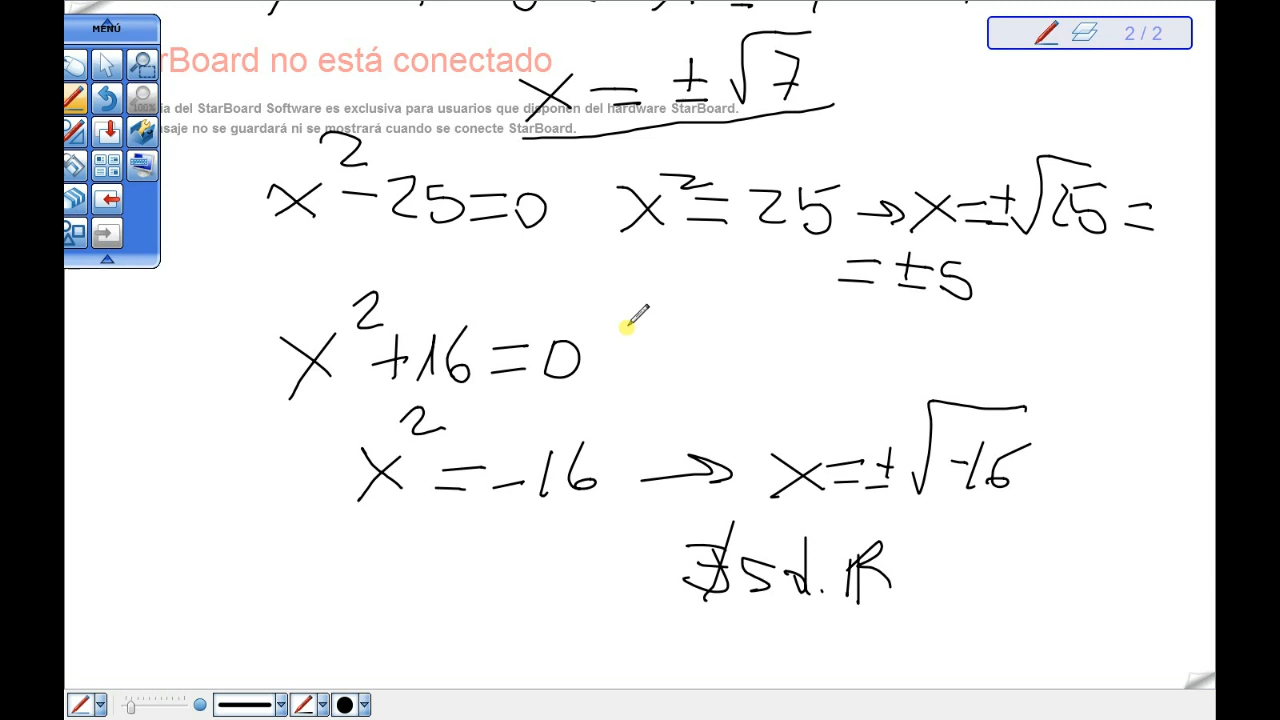 MENÚ
2 / 2
rBoard no está conectado
x = ± √7
100%
ia del StarBoard Software es exclusiva para usuarios que disponen del hardware StarBoard.
saje no se guardará ni se mostrará cuando se conecte StarBoard.
x² - 25 = 0 x² = 25 → x = ± √25 =
= ± 5
x² + 16 = 0
x² = -16 → x = ± √-16
∄ sol. ℝ